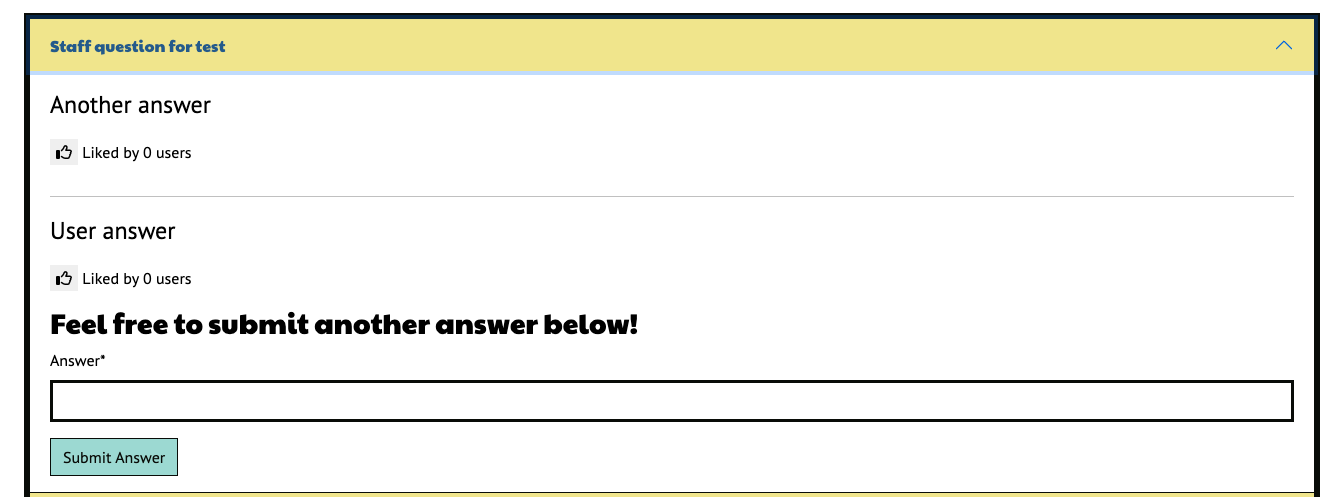 Staff question for test
Another answer
Liked by 0 users
User answer
Liked by 0 users
Feel free to submit another answer below!
Answer*
Submit Answer